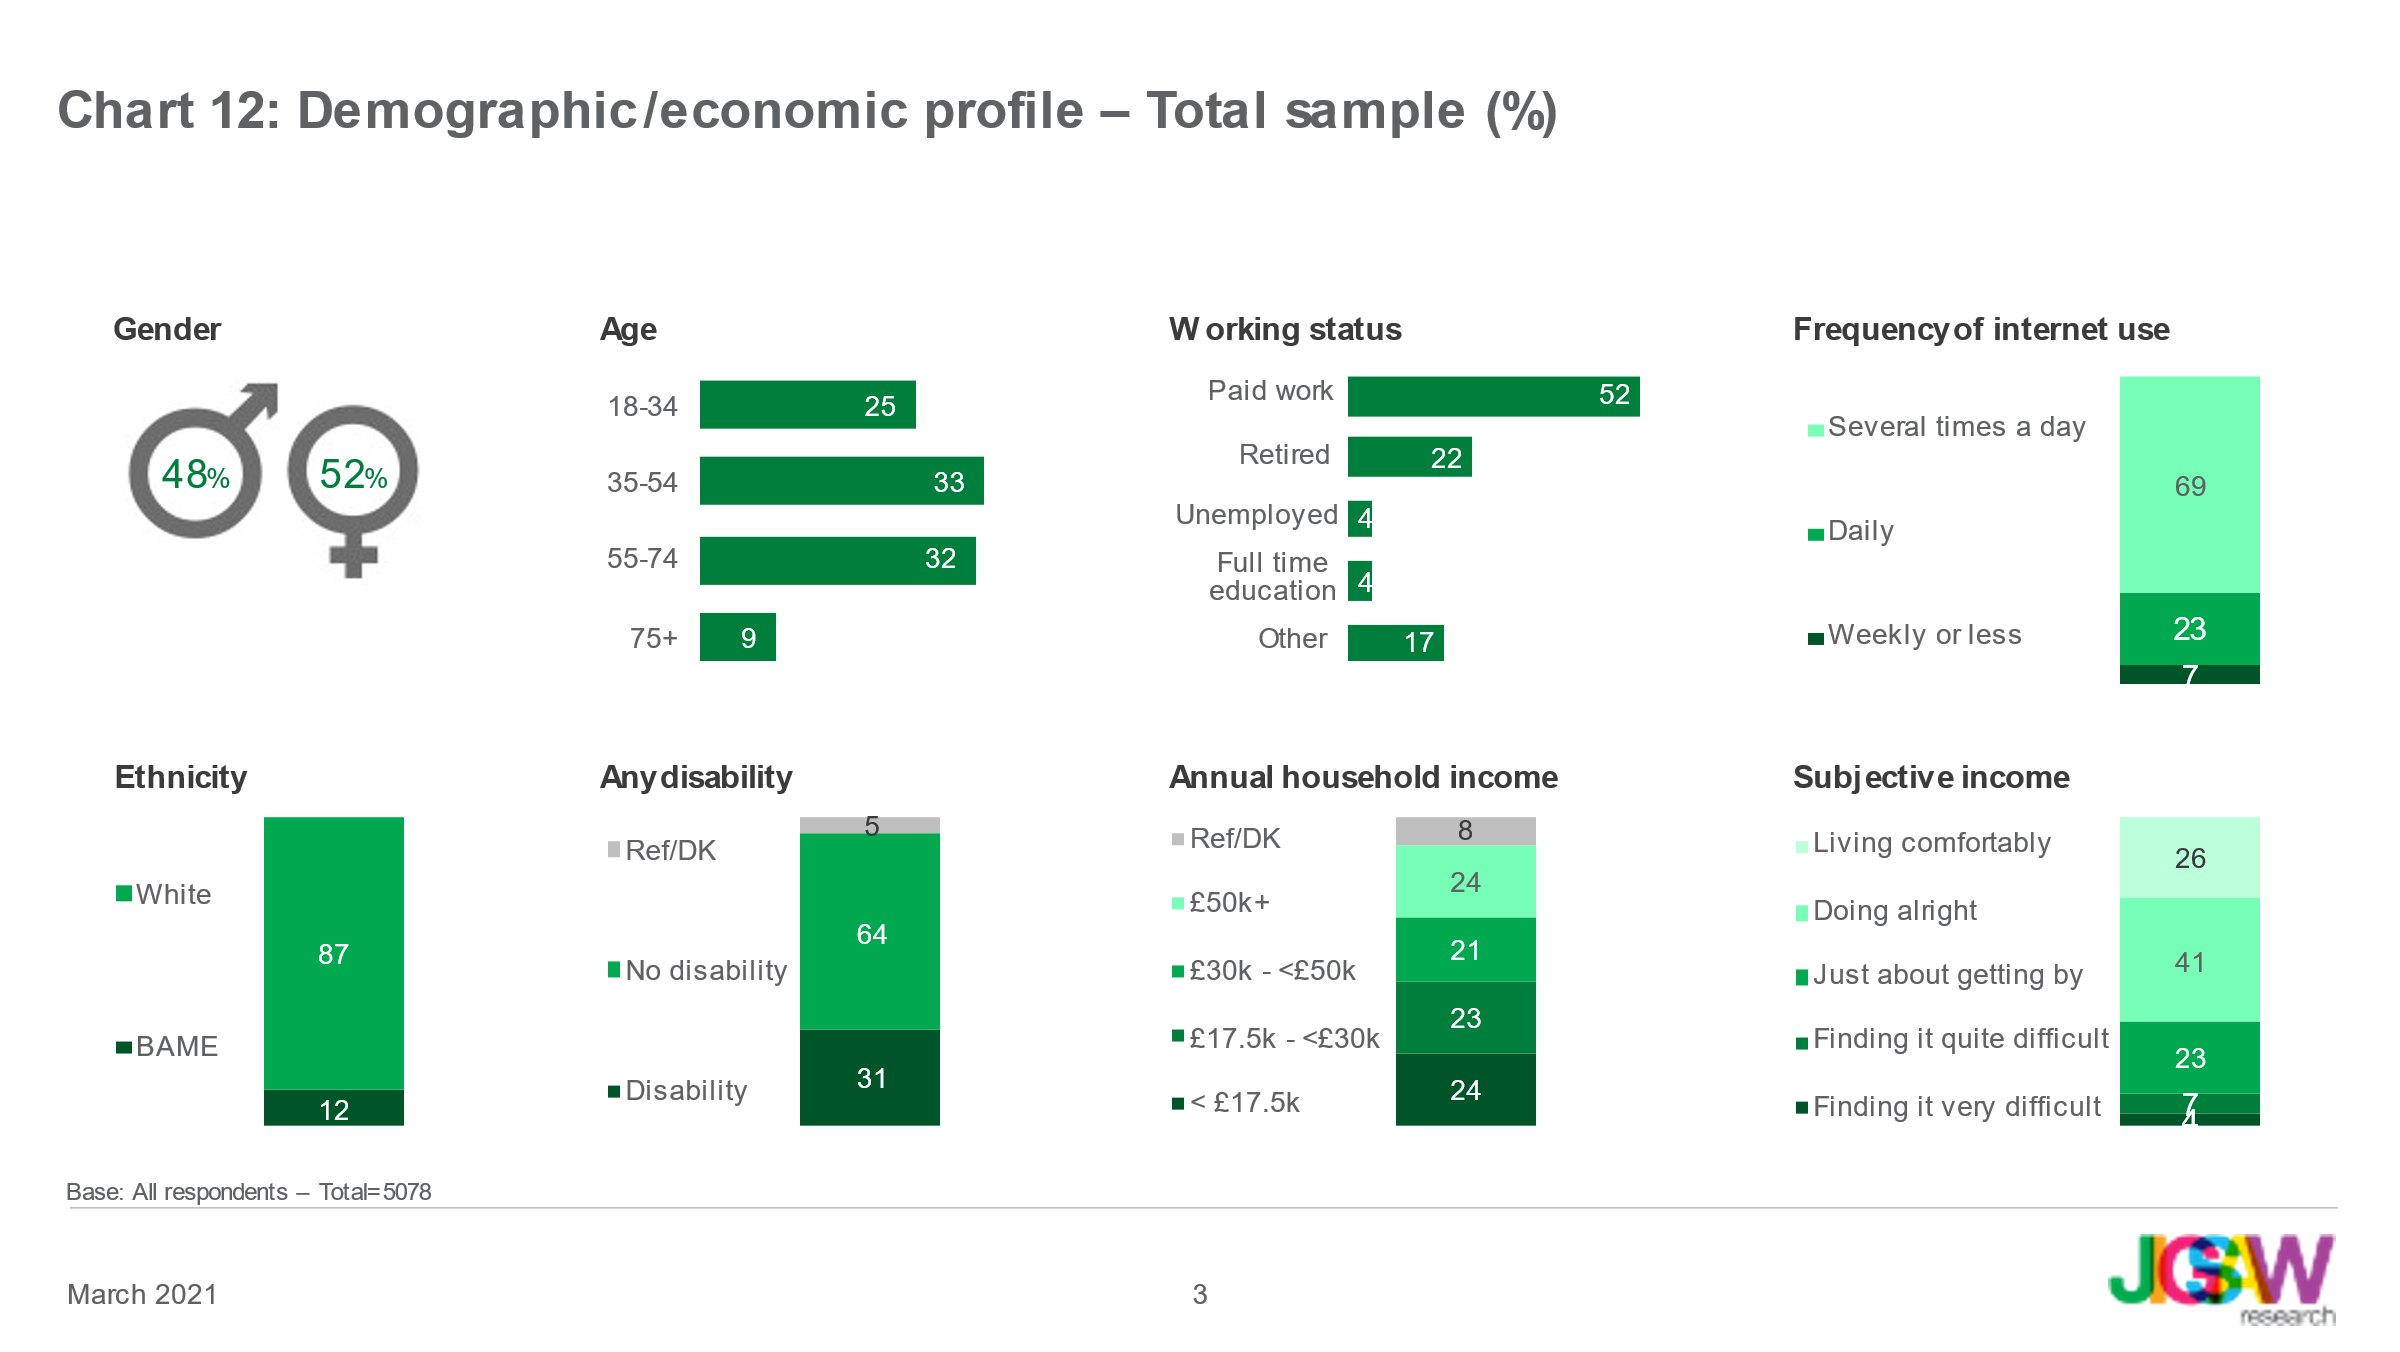 Chart 12: Demographic/economic profile – Total sample (%)
Gender
48%
52%
Age
18-34
25
35-54
33
55-74
32
75+
9
Working status
Paid work
52
Retired
22
Unemployed
4
Full time
education
4
Other
17
Frequency of internet use
Several times a day
69
Daily
23
Weekly or less
7
Ethnicity
White
87
BAME
12
Any disability
Ref/DK
5
No disability
64
Disability
31
Annual household income
Ref/DK
8
£50k+
24
£30k - <£50k
21
£17.5k - <£30k
23
< £17.5k
24
Subjective income
Living comfortably
26
Doing alright
41
Just about getting by
23
Finding it quite difficult
7
Finding it very difficult
4
Base: All respondents – Total=5078
March 2021
3
JIGSAW
research